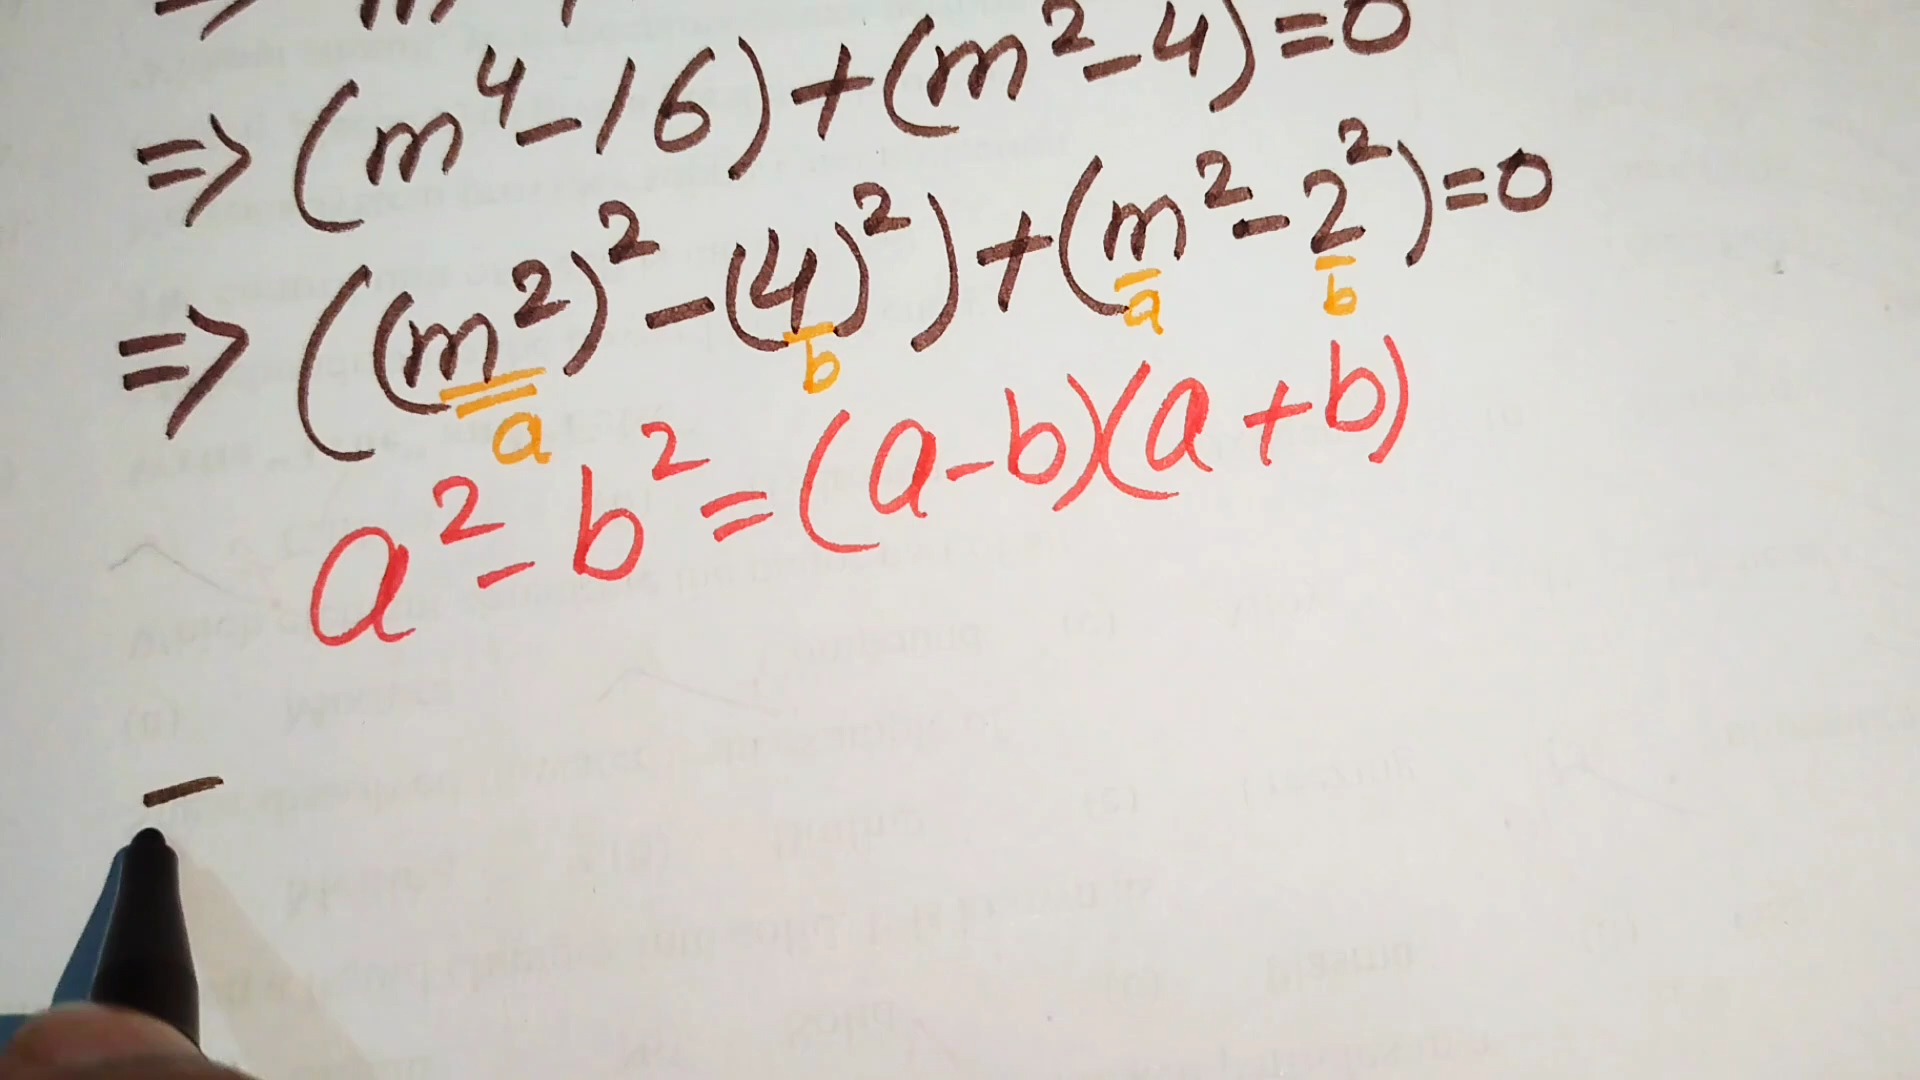 => (m⁴-16)+(m²-4)=0
=> ((m²)²-(4)²)+(m²-2²)=0
a b a b
a²-b²=(a-b)(a+b)